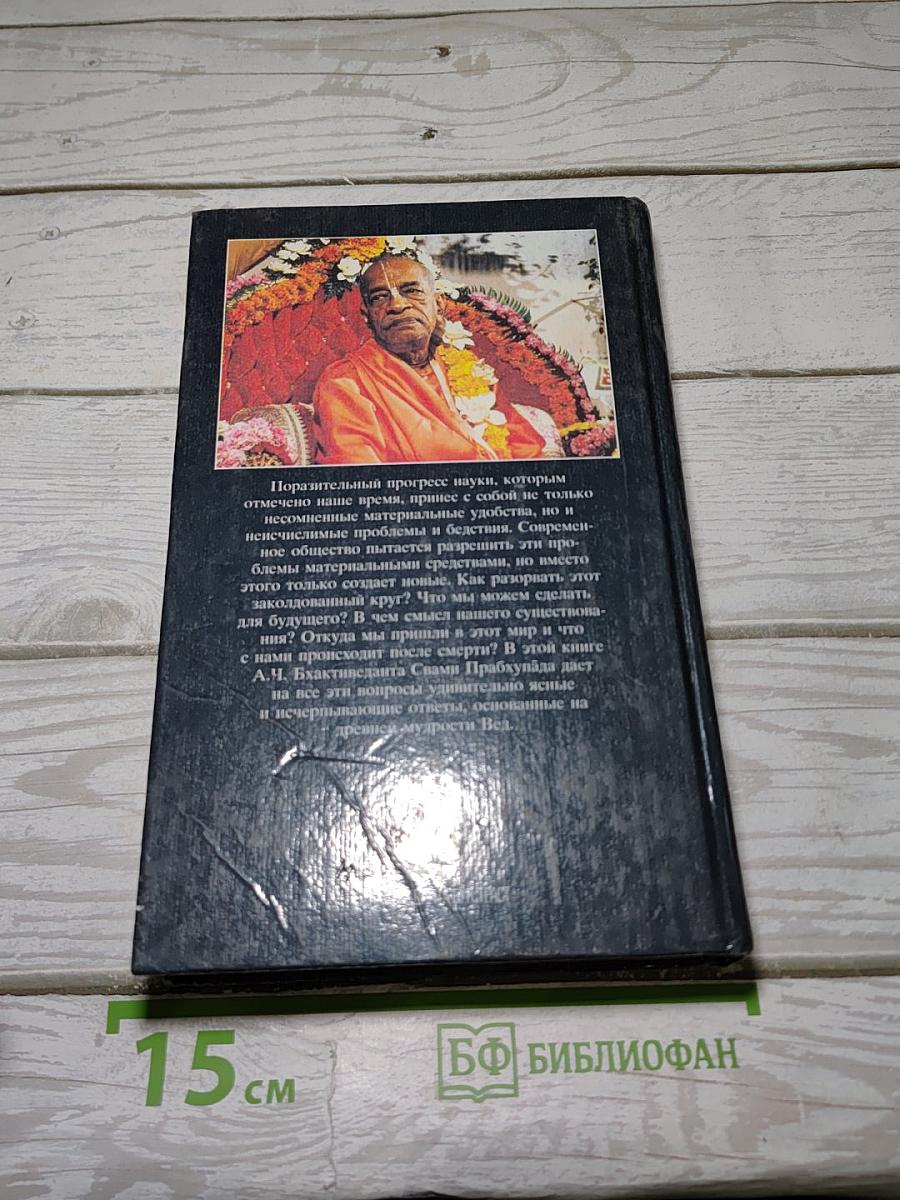 Поразительный прогресс науки, которым
отмечено наше время, принес с собой не только
несомненные материальные удобства, но и
неисчислимые проблемы и бедствия. Современ-
ное общество пытается разрешить эти про-
блемы материальными средствами, но вместо
этого только создает новые. Как разорвать этот
заколдованный круг? Что мы можем сделать
для будущего? В чем смысл нашего существова-
ния? Откуда мы пришли в этот мир и что
с нами происходит после смерти? В этой книге
А.Ч. Бхактиведанта Свами Прабхупāда дает
на все эти вопросы удивительно ясные
и исчерпывающие ответы, основанные на
древней мудрости Вед.
15 см
БФ БИБЛИОФАН